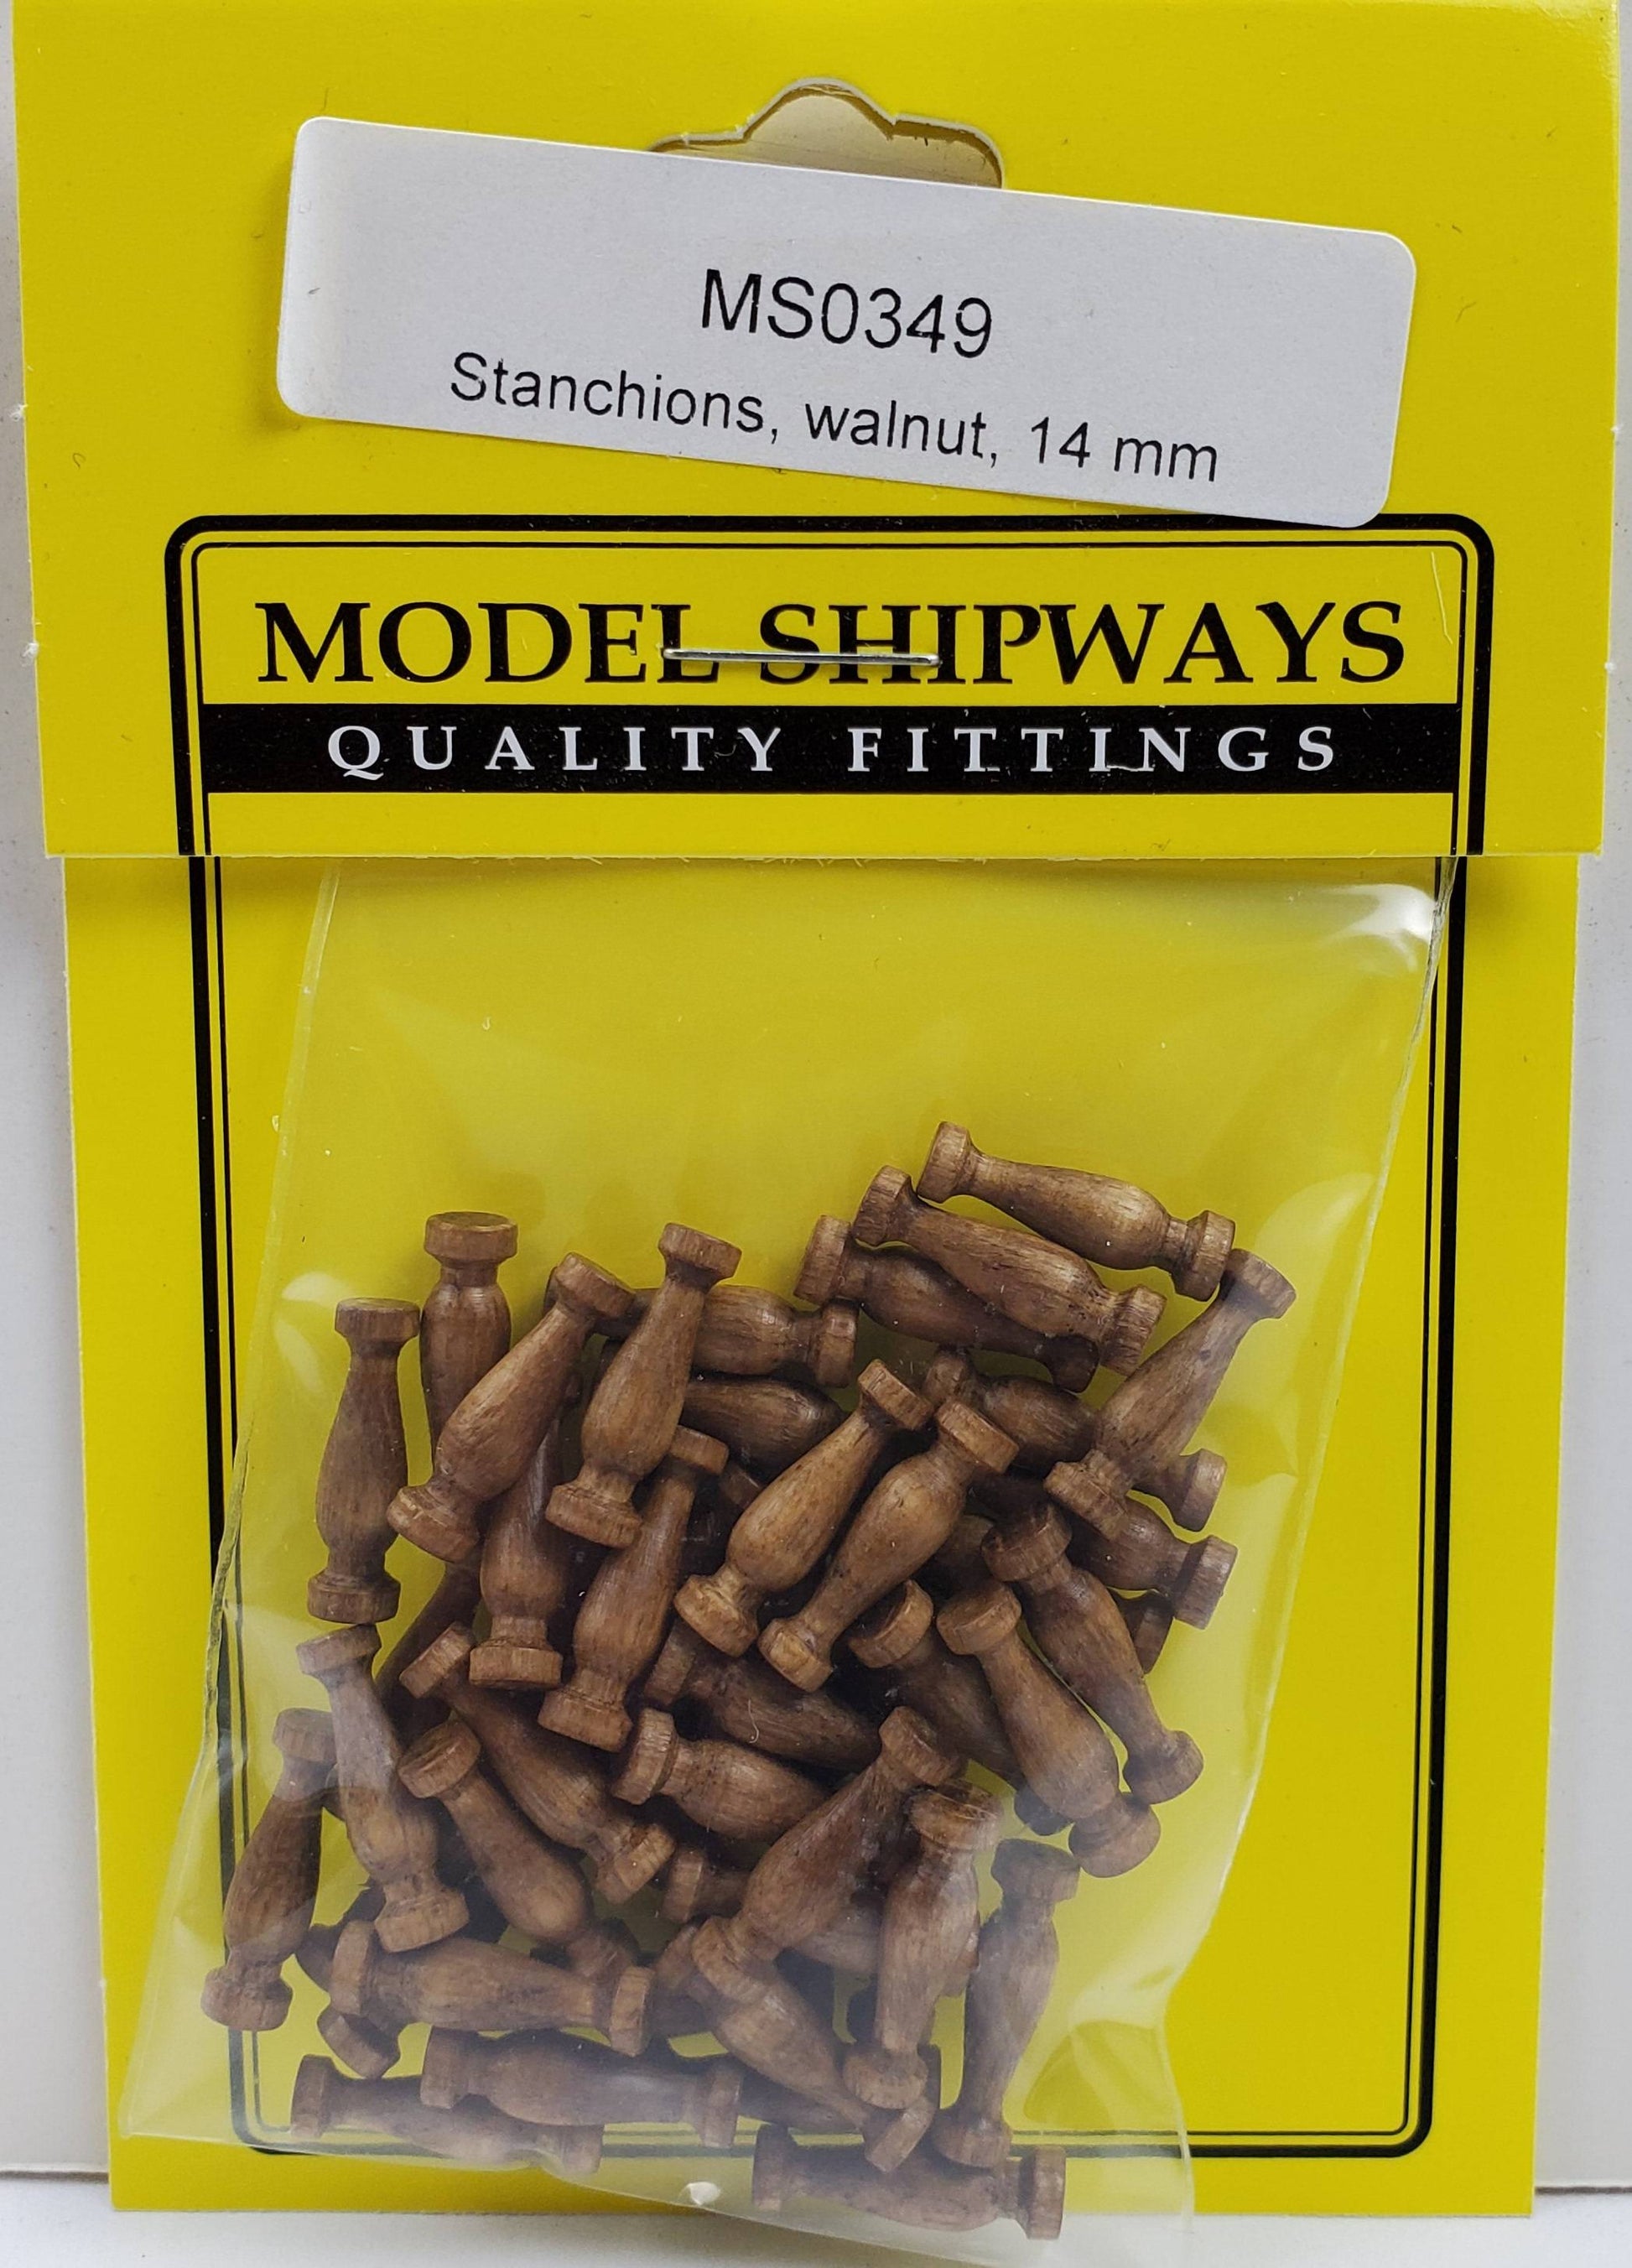 MS0349
Stanchions, walnut, 14 mm
MODEL SHIPWAYS
QUALITY FITTINGS